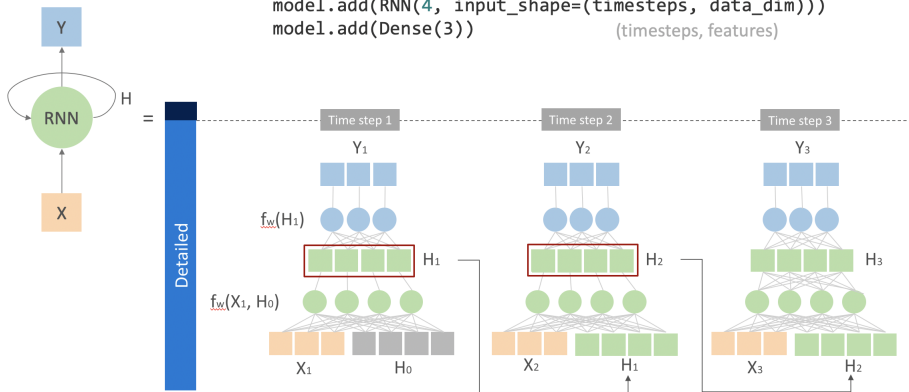 model.add(RNN(4, input_shape=(timesteps, data_dim)))
model.add(Dense(3))
(timesteps, features)
Y
H
RNN
=
X
Detailed
Time step 1
Time step 2
Time step 3
Y₁
Y₂
Y₃
fw(H₁)
H₁
H₂
H₃
fw(X₁, H₀)
X₁
H₀
X₂
H₁
X₃
H₂